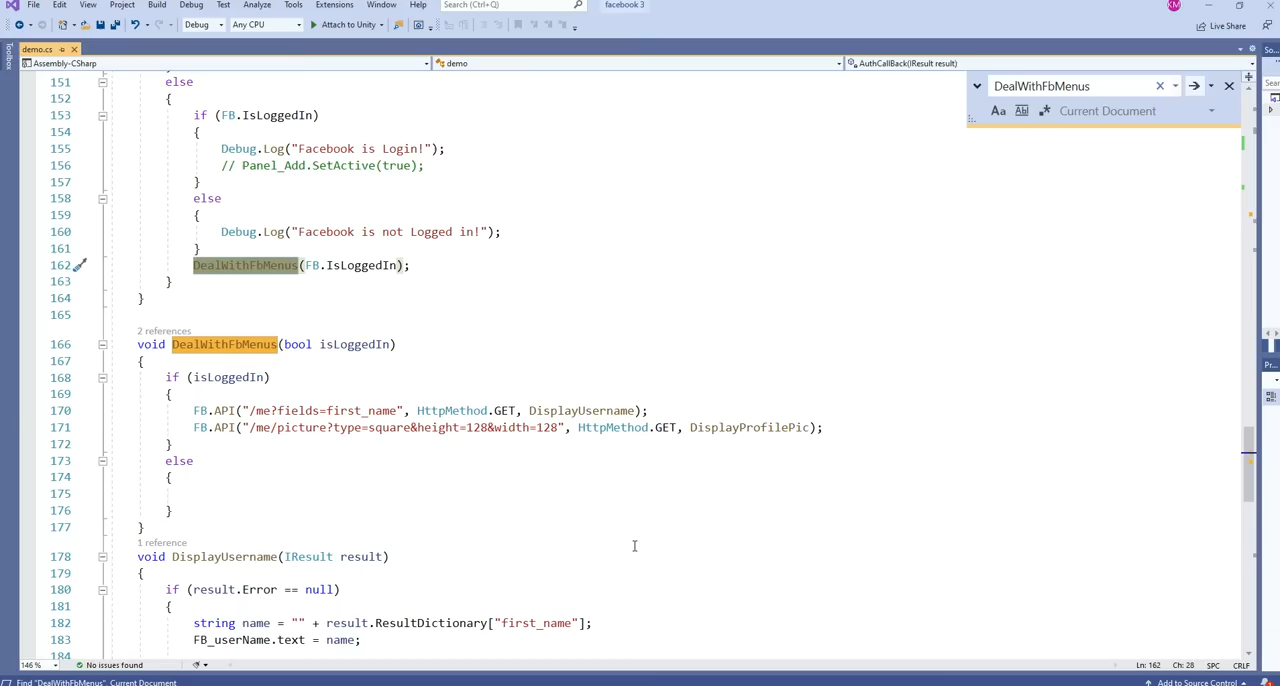 File Edit View Project Build Debug Test Analyze Tools Extensions Window Help Search (Ctrl+Q) facebook 3 KM
Debug Any CPU Attach to Unity Live Share
Toolbox demo.cs So...
Assembly-CSharp demo AuthCallBack(IResult result)
DealWithFbMenus
Aa Abl Current Document
151 else
152 {
153 if (FB.IsLoggedIn)
154 {
155 Debug.Log("Facebook is Login!");
156 // Panel_Add.SetActive(true);
157 }
158 else
159 {
160 Debug.Log("Facebook is not Logged in!");
161 }
162 DealWithFbMenus(FB.IsLoggedIn);
163 }
164 }
165
2 references
166 void DealWithFbMenus(bool isLoggedIn)
167 {
168 if (isLoggedIn)
169 {
170 FB.API("/me?fields=first_name", HttpMethod.GET, DisplayUsername);
171 FB.API("/me/picture?type=square&height=128&width=128", HttpMethod.GET, DisplayProfilePic);
172 }
173 else
174 {
175
176 }
177 }
1 reference
178 void DisplayUsername(IResult result)
179 {
180 if (result.Error == null)
181 {
182 string name = "" + result.ResultDictionary["first_name"];
183 FB_userName.text = name;
184
Sear
Pr...
146 % No issues found Ln: 162 Ch: 28 SPC CRLF
Find "DealWithFbMenus", Current Document Add to Source Control